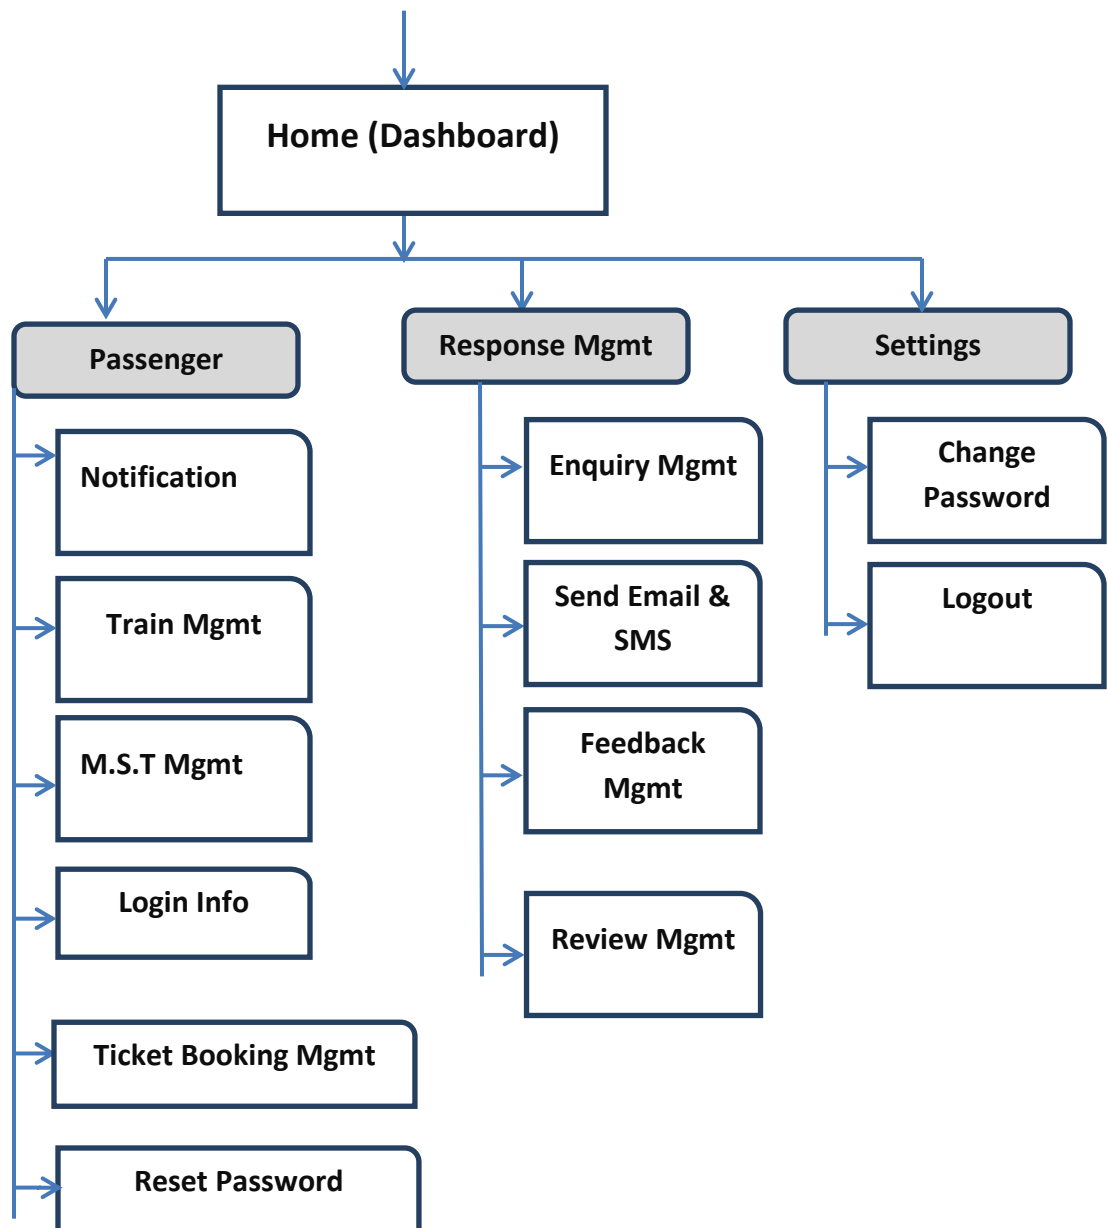 Home (Dashboard)
Passenger
Response Mgmt
Settings
Notification
Train Mgmt
M.S.T Mgmt
Login Info
Ticket Booking Mgmt
Reset Password
Enquiry Mgmt
Send Email &
SMS
Feedback
Mgmt
Review Mgmt
Change
Password
Logout